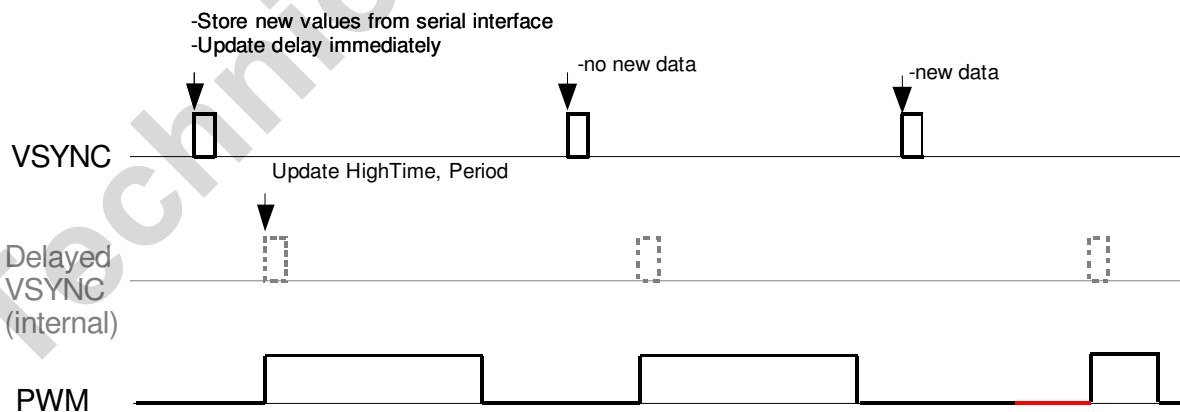 -Store new values from serial interface
-Update delay immediately
-no new data
-new data
VSYNC
Update HighTime, Period
Delayed
VSYNC
(internal)
PWM
Technic